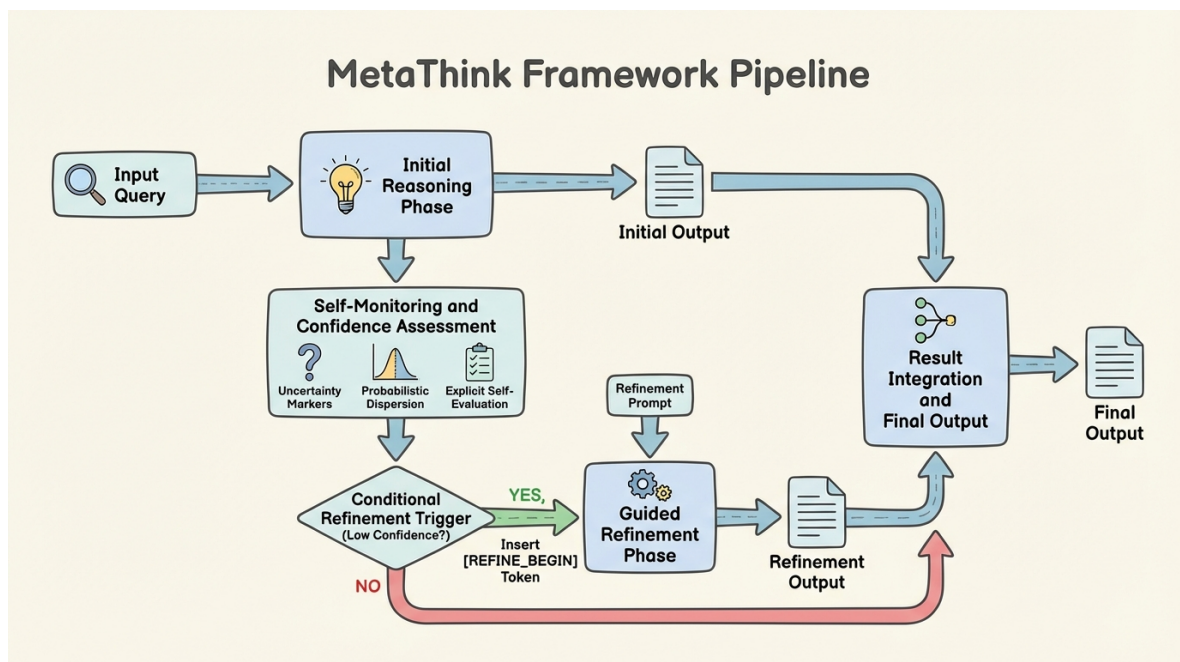 MetaThink Framework Pipeline
Input
Query
Initial
Reasoning
Phase
Initial Output
Self-Monitoring and
Confidence Assessment
Uncertainty
Markers
Probabilistic
Dispersion
Explicit Self-
Evaluation
Refinement
Prompt
Result
Integration
and
Final Output
Final
Output
Conditional
Refinement Trigger
(Low Confidence?)
YES,
Insert
[REFINE_BEGIN]
Token
Guided
Refinement
Phase
Refinement
Output
NO